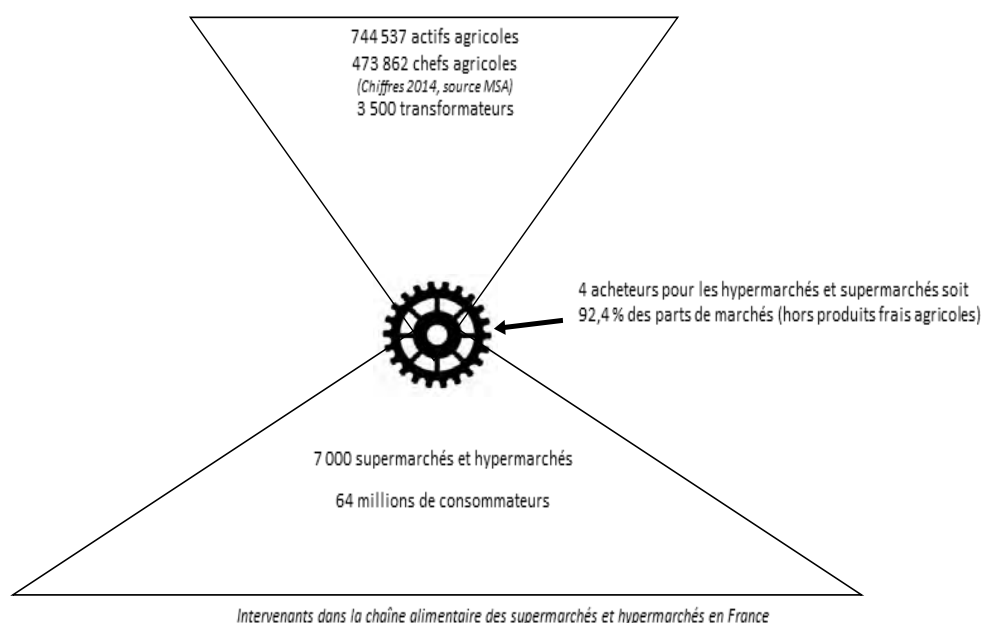 744 537 actifs agricoles
473 862 chefs agricoles
(Chiffres 2014, source MSA)
3 500 transformateurs
4 acheteurs pour les hypermarchés et supermarchés soit
92,4 % des parts de marchés (hors produits frais agricoles)
7 000 supermarchés et hypermarchés
64 millions de consommateurs
Intervenants dans la chaîne alimentaire des supermarchés et hypermarchés en France